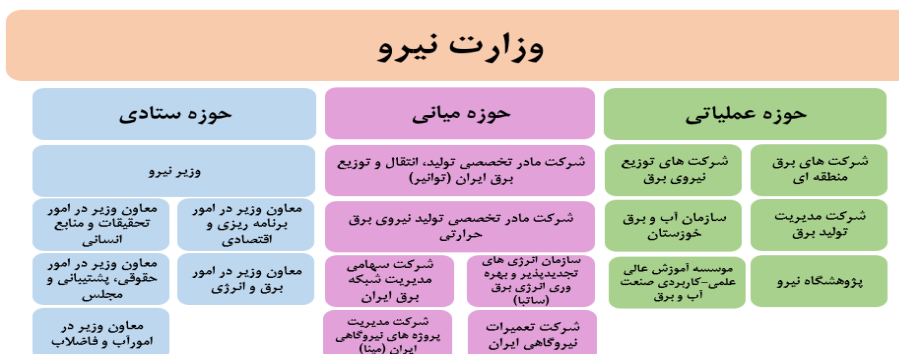 وزارت نیرو
حوزه عملیاتی
شرکت های برق
منطقه ای
شرکت های توزیع
نیروی برق
شرکت مدیریت
تولید برق
سازمان آب و برق
خوزستان
پژوهشگاه نیرو
موسسه آموزش عالی
علمی-کاربردی صنعت
آب و برق
حوزه میانی
شرکت مادر تخصصی تولید، انتقال و توزیع
برق ایران (توانیر)
شرکت مادر تخصصی تولید نیروی برق
حرارتی
سازمان انرژی های
تجدیدپذیر و بهره
وری انرژی برق
(ساتبا)
شرکت سهامی
مدیریت شبکه
برق ایران
شرکت تعمیرات
نیروگاهی ایران
شرکت مدیریت
پروژه های نیروگاهی
ایران (مپنا)
حوزه ستادی
وزیر نیرو
معاون وزیر در امور
برنامه ریزی و
اقتصادی
معاون وزیر در امور
تحقیقات و منابع
انسانی
معاون وزیر در امور
برق و انرژی
معاون وزیر در امور
حقوقی، پشتیبانی و
مجلس
معاون وزیر در
امورآب و فاضلاب